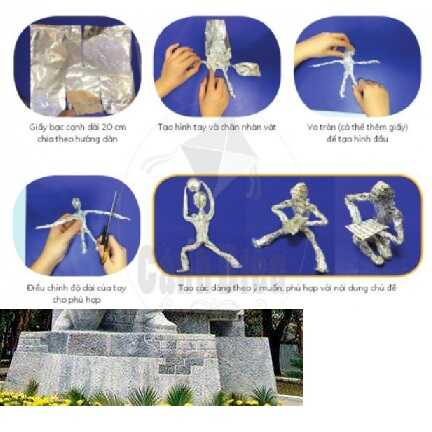 Giấy bạc cạnh dài 20 cm
chia theo hướng dẫn
Tạo hình tay và chân nhân vật
Vo tròn (có thể thêm giấy)
để tạo hình đầu
Điều chỉnh độ dài của tay
cho phù hợp
Tạo các dáng theo ý muốn, phù hợp với nội dung chủ đề